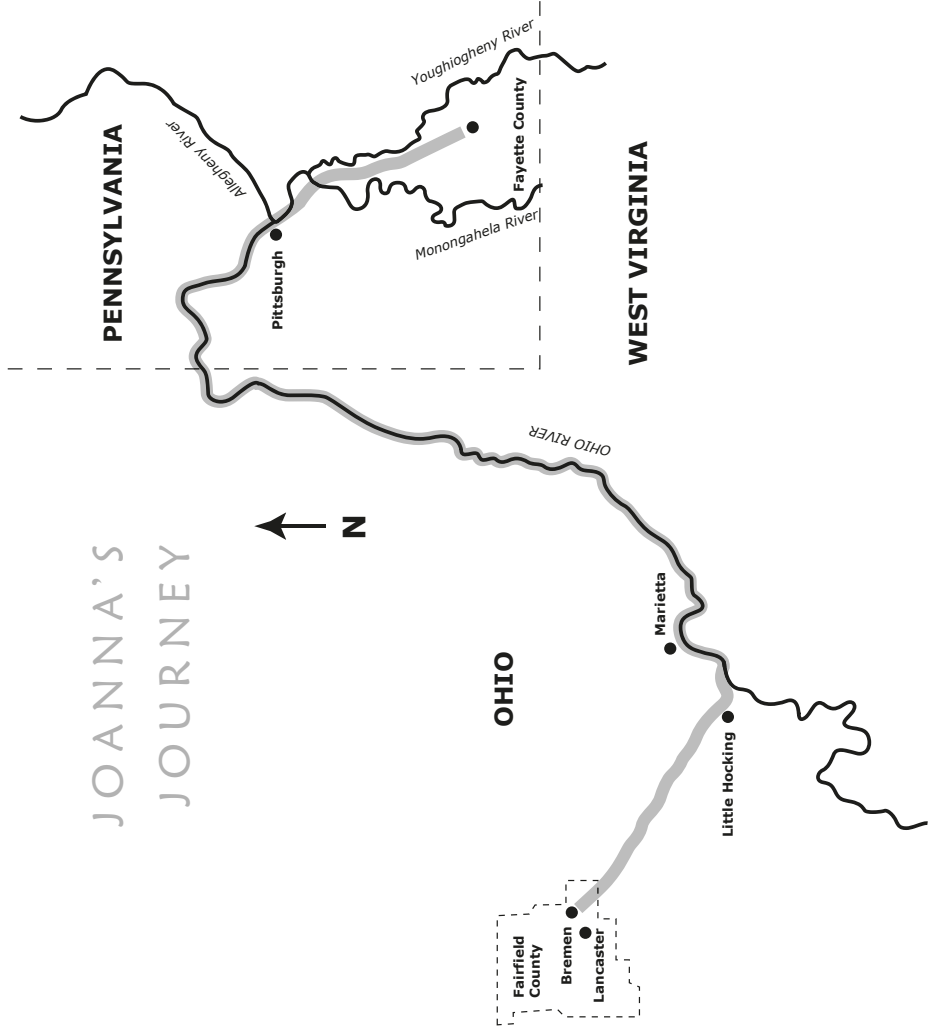 JOANNA'S
JOURNEY
N
PENNSYLVANIA
Allegheny River
Youghiogheny River
Pittsburgh
Fayette County
Monongahela River
WEST VIRGINIA
OHIO RIVER
OHIO
Marietta
Little Hocking
Fairfield
County
Bremen
Lancaster